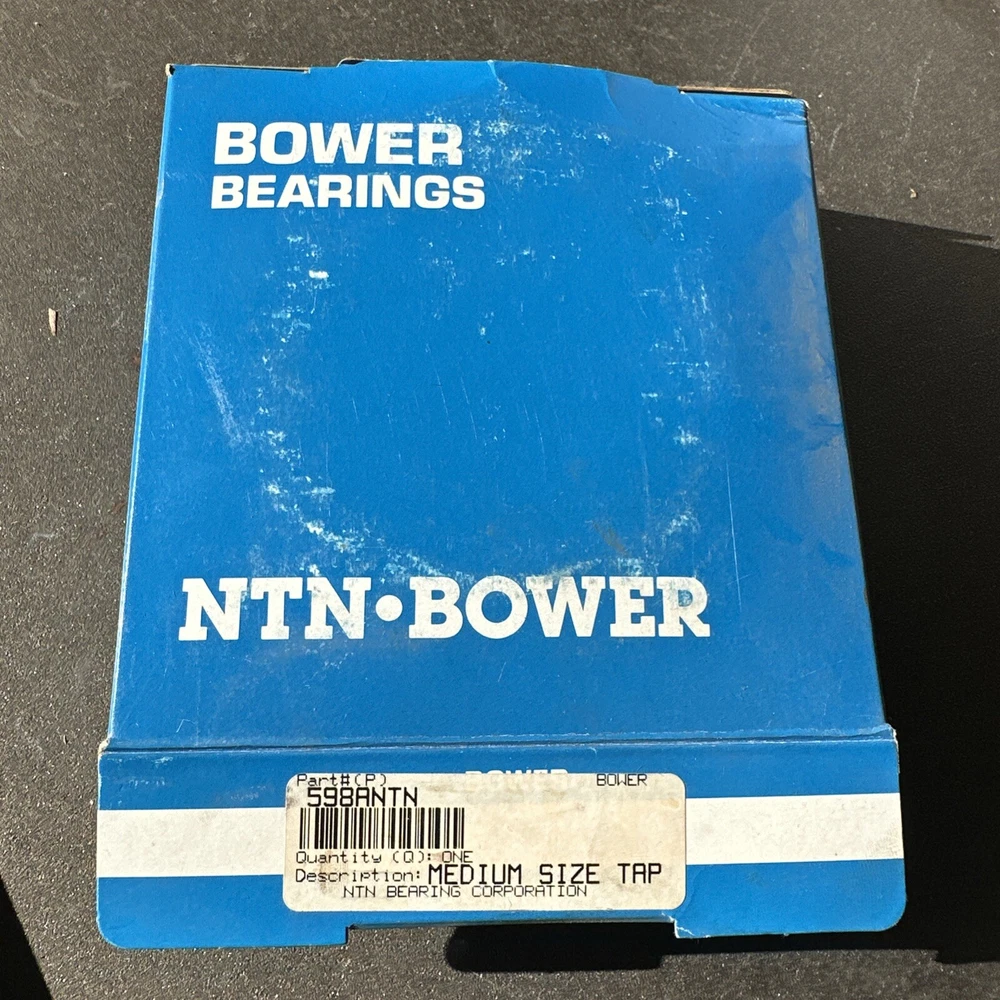 BOWER
BEARINGS
NTN•BOWER
BOWER
Part#(P) BOWER
598ANTN
Quantity (Q): ONE
Description: MEDIUM SIZE TAP
NTN BEARING CORPORATION